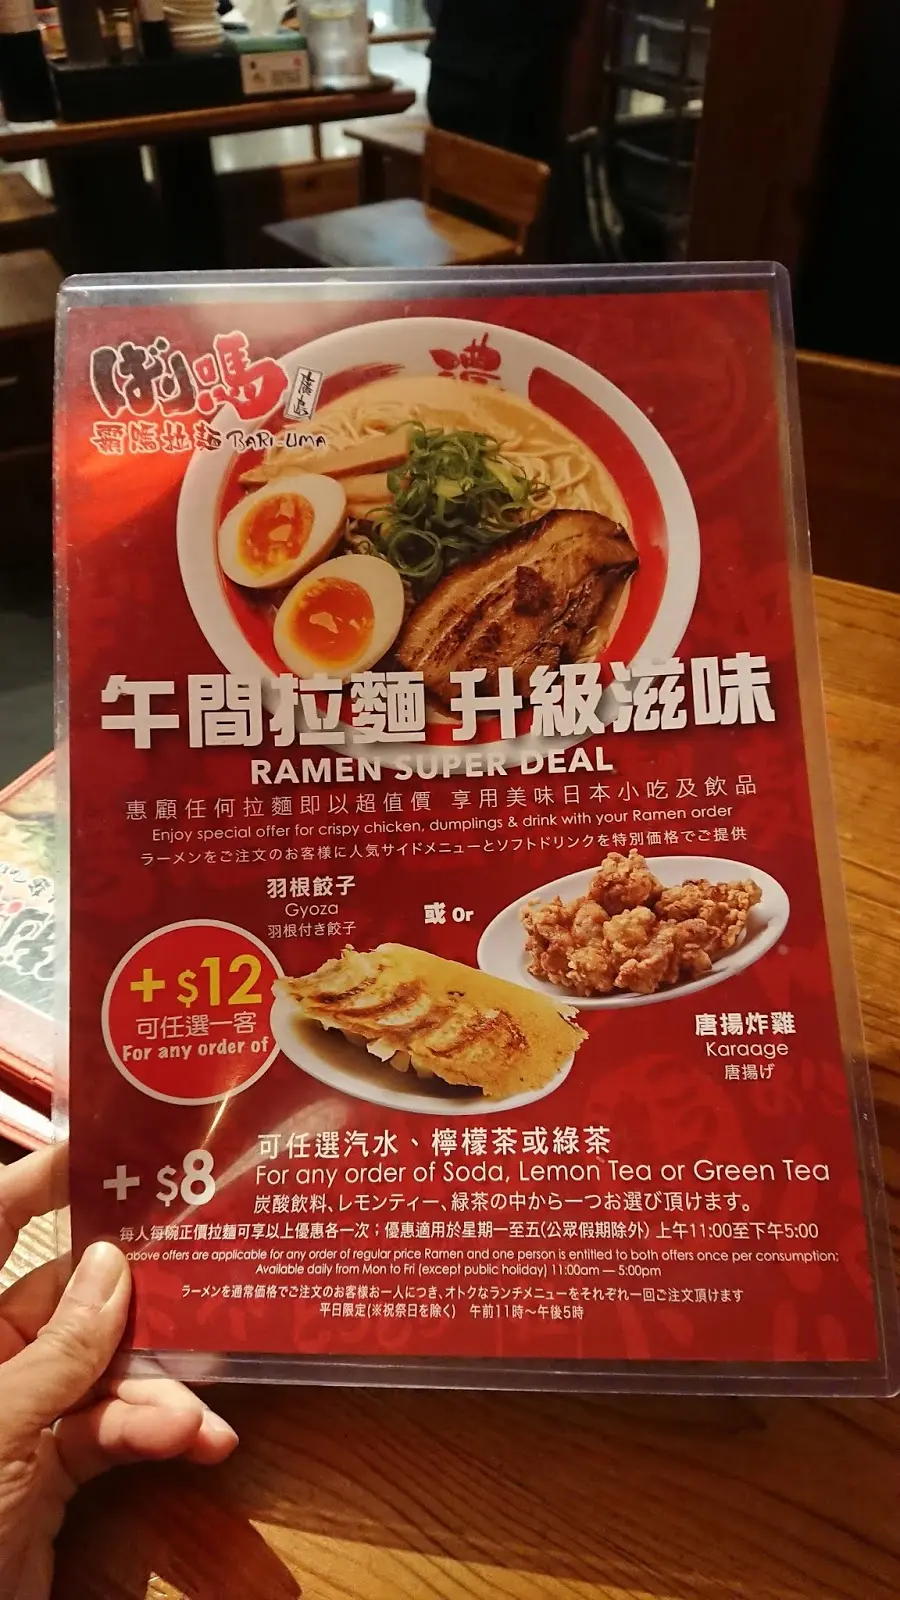 濃
ばり嗎
廣島
霸嗎拉麵 BARI-UMA
午間拉麵 升級滋味
RAMEN SUPER DEAL
惠顧任何拉麵即以超值價 享用美味日本小吃及飲品
Enjoy special offer for crispy chicken, dumplings & drink with your Ramen order
ラーメンをご注文のお客様に人気サイドメニューとソフトドリンクを特別価格でご提供
羽根餃子
Gyoza
羽根付き餃子
或 Or
+ $12
可任選一客
For any order of
唐揚炸雞
Karaage
唐揚げ
+ $8
可任選汽水、檸檬茶或綠茶
For any order of Soda, Lemon Tea or Green Tea
炭酸飲料、レモンティー、緑茶の中から一つお選び頂けます。
每人每碗正價拉麵可享以上優惠各一次；優惠適用於星期一至五(公眾假期除外) 上午11:00至下午5:00
above offers are applicable for any order of regular price Ramen and one person is entitled to both offers once per consumption;
Available daily from Mon to Fri (except public holiday) 11:00am — 5:00pm
ラーメンを通常価格でご注文のお客様お一人につき、オトクなランチメニューをそれぞれ一回ご注文頂けます
平日限定(※祝祭日を除く) 午前11時～午後5時